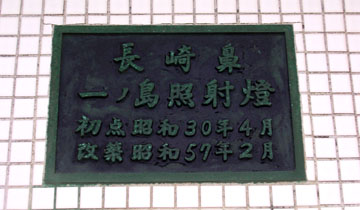 長崎鼻
一ノ島照射燈
初点昭和30年4月
改築昭和57年2月